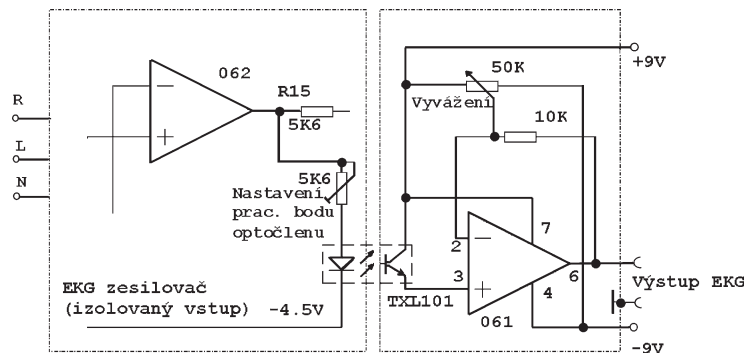 062
R15
5K6
R
L
N
5K6
Nastavení
prac. bodu
optočlenu
EKG zesilovač
(izolovaný vstup)
-4.5V
+9V
50K
Vyvážení
10K
7
2
3
6
4
TXL101
061
Výstup EKG
-9V